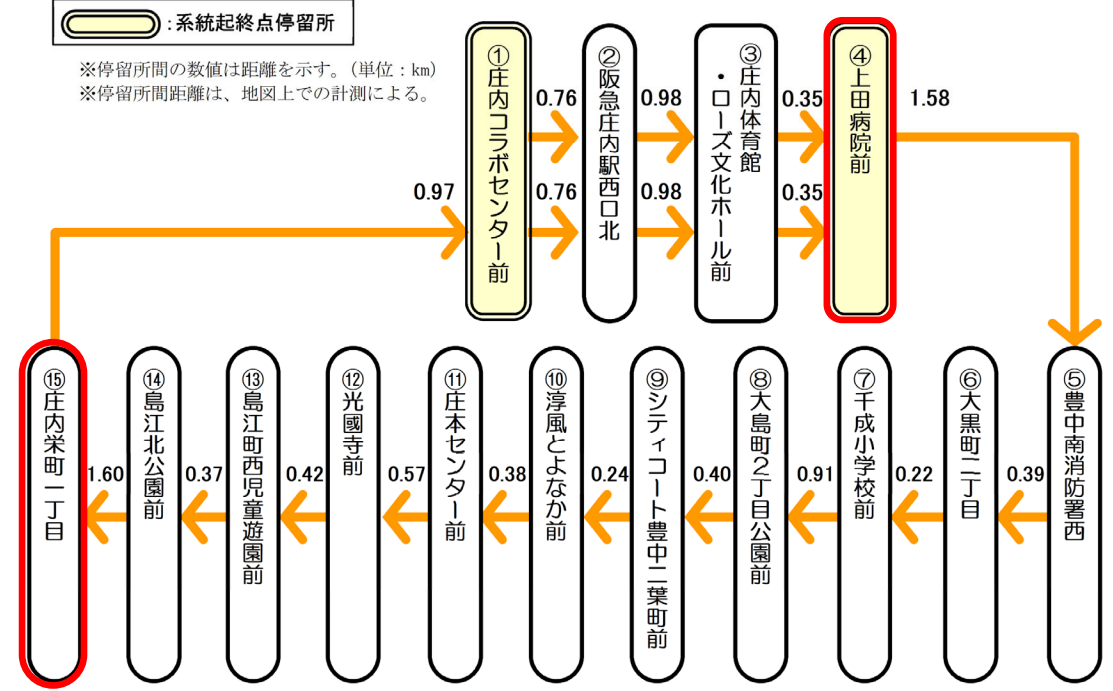 :系統起終点停留所
※停留所間の数値は距離を示す。(単位：km)
※停留所間距離は、地図上での計測による。
①庄内コラボセンター前
0.76
0.76
②阪急庄内駅西口北
0.98
0.98
③庄内体育館
・ローズ文化ホール前
0.35
0.35
④上田病院前
1.58
0.97
⑮庄内栄町一丁目
1.60
⑭島江北公園前
0.37
⑬島江町西児童遊園前
0.42
⑫光國寺前
0.57
⑪庄本センター前
0.38
⑩淳風とよなか前
0.24
⑨シティコート豊中二葉町前
0.40
⑧大島町２丁目公園前
0.91
⑦千成小学校前
0.22
⑥大黒町二丁目
0.39
⑤豊中南消防署西